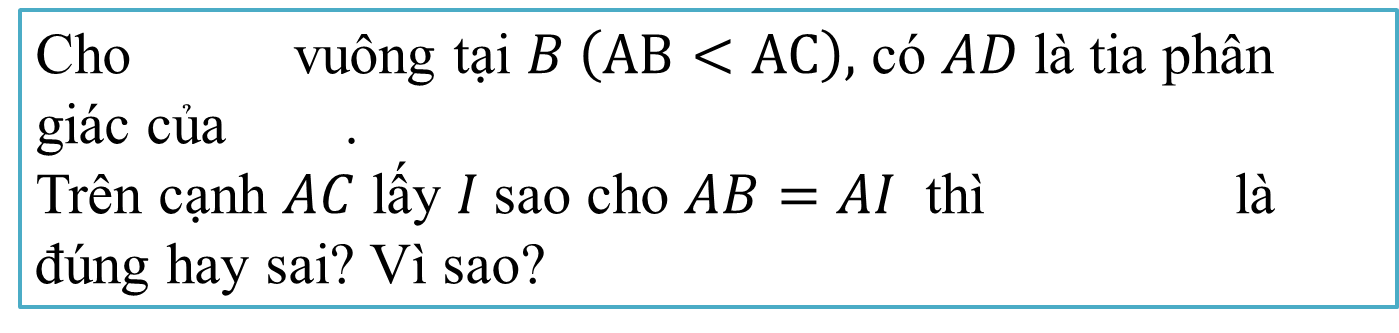 Cho vuông tại B (AB < AC), có AD là tia phân
giác của .
Trên cạnh AC lấy I sao cho AB = AI thì là
đúng hay sai? Vì sao?